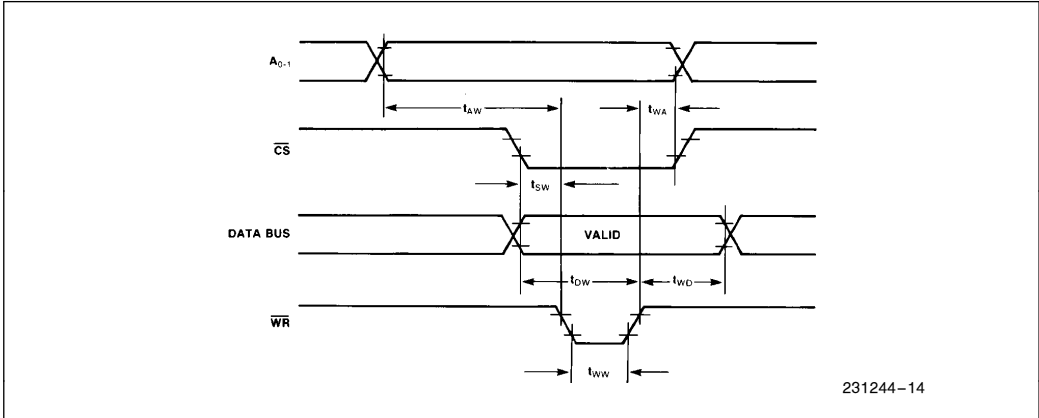 A0-1
tAW
tWA
CS
tSW
DATA BUS
VALID
tDW
tWD
WR
tWW
231244–14